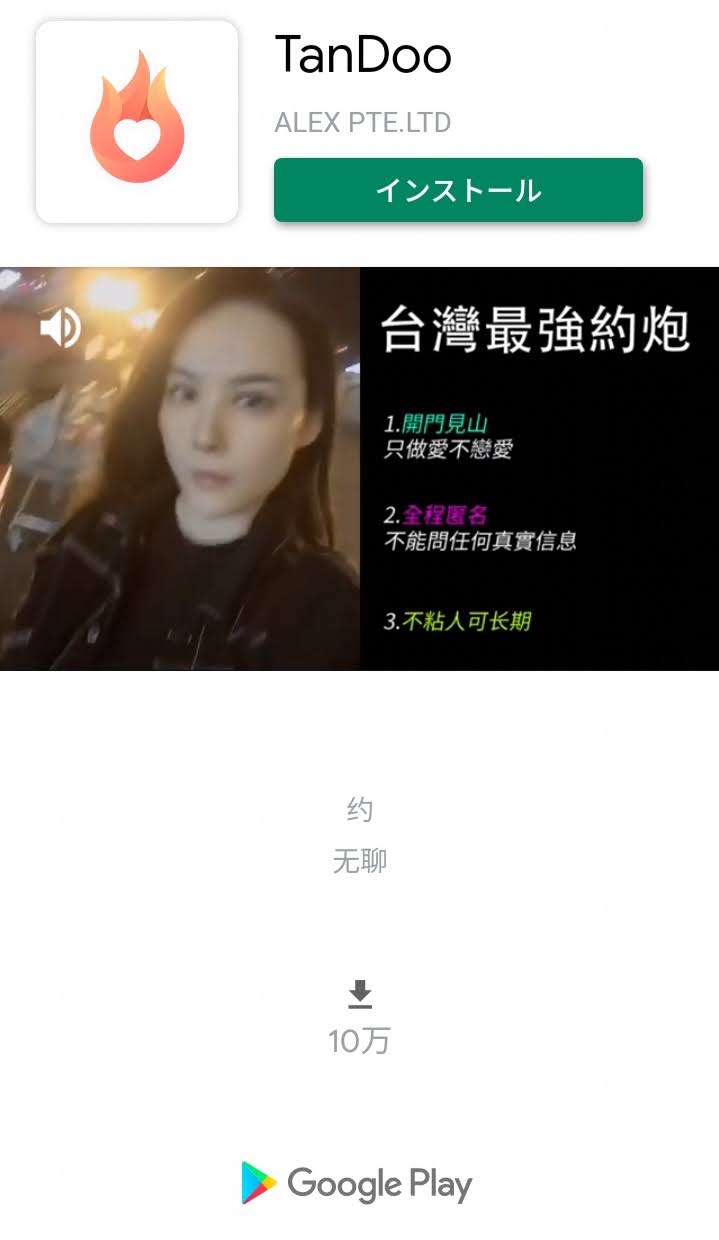 TanDoo
ALEX PTE.LTD
インストール
台灣最強約炮
1.開門見山
只做愛不戀愛
2.全程匿名
不能問任何真實信息
3.不粘人可长期
约
无聊
10万
Google Play